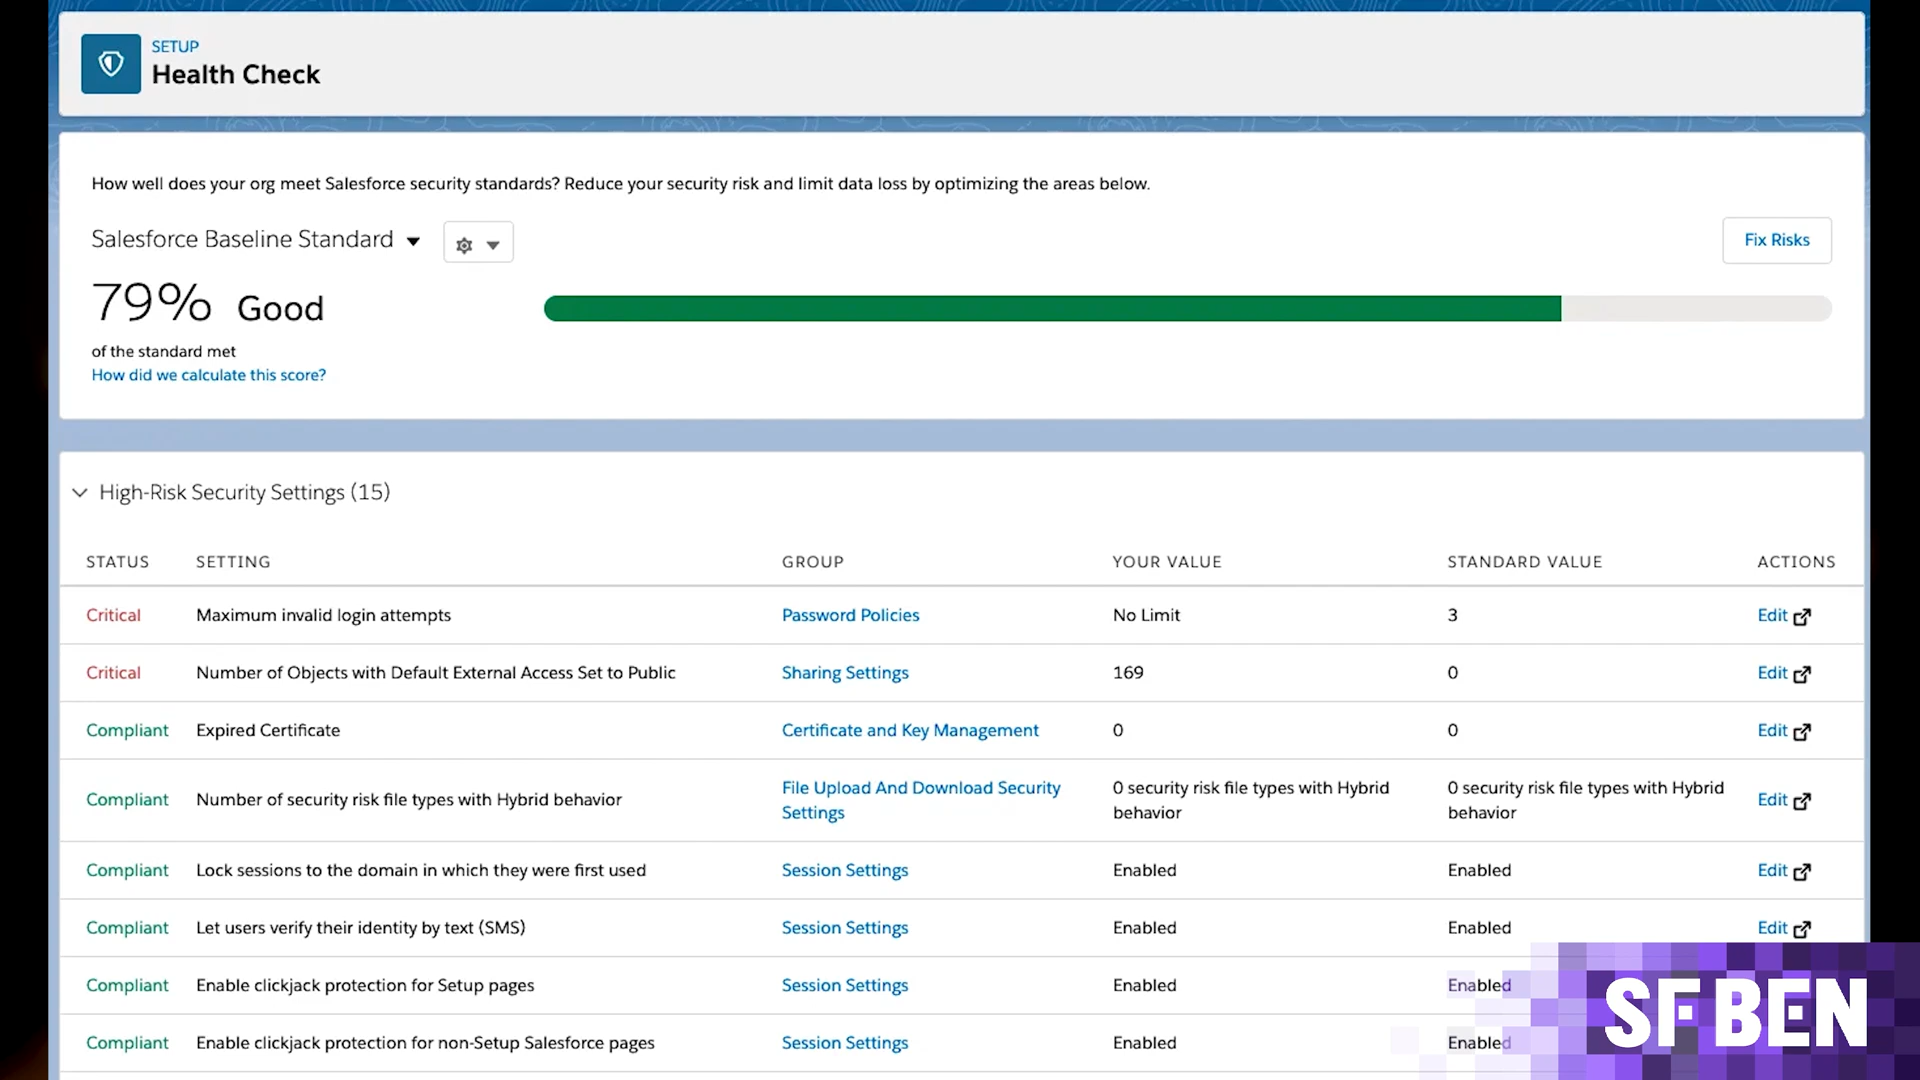 SETUP
Health Check
How well does your org meet Salesforce security standards? Reduce your security risk and limit data loss by optimizing the areas below.
Salesforce Baseline Standard
Fix Risks
79% Good
of the standard met
How did we calculate this score?
High-Risk Security Settings (15)
STATUS SETTING GROUP YOUR VALUE STANDARD VALUE ACTIONS
Critical Maximum invalid login attempts Password Policies No Limit 3 Edit
Critical Number of Objects with Default External Access Set to Public Sharing Settings 169 0 Edit
Compliant Expired Certificate Certificate and Key Management 0 0 Edit
Compliant Number of security risk file types with Hybrid behavior File Upload And Download Security Settings 0 security risk file types with Hybrid behavior 0 security risk file types with Hybrid behavior Edit
Compliant Lock sessions to the domain in which they were first used Session Settings Enabled Enabled Edit
Compliant Let users verify their identity by text (SMS) Session Settings Enabled Enabled Edit
Compliant Enable clickjack protection for Setup pages Session Settings Enabled Enabled
Compliant Enable clickjack protection for non-Setup Salesforce pages Session Settings Enabled Enabled
SF BEN